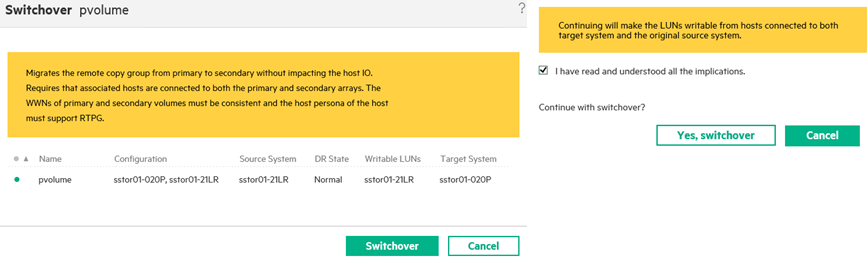 Switchover pvolume
?
Migrates the remote copy group from primary to secondary without impacting the host IO.
Requires that associated hosts are connected to both the primary and secondary arrays. The
WWNs of primary and secondary volumes must be consistent and the host persona of the host
must support RTPG.
Name Configuration Source System DR State Writable LUNs Target System
pvolume sstor01-020P, sstor01-21LR sstor01-21LR Normal sstor01-21LR sstor01-020P
Switchover Cancel
Continuing will make the LUNs writable from hosts connected to both
target system and the original source system.
I have read and understood all the implications.
Continue with switchover?
Yes, switchover Cancel